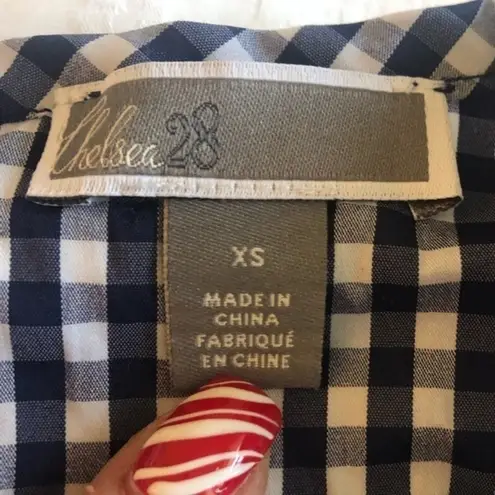 Chelsea28
XS
MADE IN
CHINA
FABRIQUÉ
EN CHINE